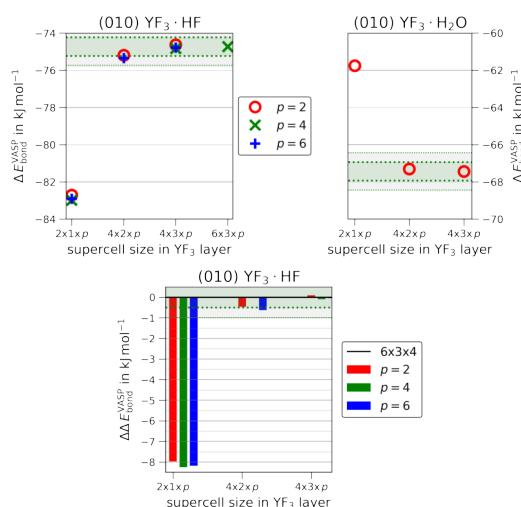 (010) YF₃ · HF
Δ E_bond^VASP in kJ mol⁻¹
−74
−76
−78
−80
−82
−84
2x1xp
4x2xp
4x3xp
6x3xp
supercell size in YF₃ layer
p = 2
p = 4
p = 6
(010) YF₃ · H₂O
−60
−62
−64
−66
−68
−70
Δ E_bond^VASP in kJ mol⁻¹
2x1xp
4x2xp
4x3xp
supercell size in YF₃ layer
(010) YF₃ · HF
ΔΔ E_bond^VASP in kJ mol⁻¹
0
−1
−2
−3
−4
−5
−6
−7
−8
2x1xp
4x2xp
4x3xp
supercell size in YF₃ layer
6x3x4
p = 2
p = 4
p = 6